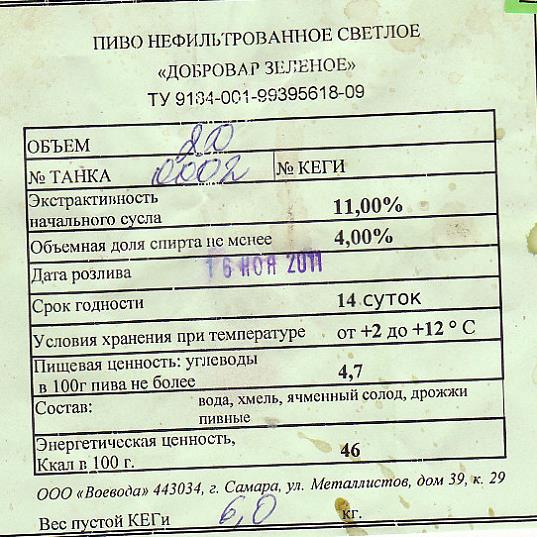 ПИВО НЕФИЛЬТРОВАННОЕ СВЕТЛОЕ
«ДОБРОВАР ЗЕЛЕНОЕ»
ТУ 9184-001-99395618-09
ОБЪЕМ 20
№ ТАНКА 0002 № КЕГИ
Экстрактивность
начального сусла 11,00%
Объемная доля спирта не менее 4,00%
Дата розлива 16 НОЯ 2011
Срок годности 14 суток
Условия хранения при температуре от +2 до +12 ° С
Пищевая ценность: углеводы
в 100г пива не более 4,7
Состав: вода, хмель, ячменный солод, дрожжи
пивные
Энергетическая ценность,
Ккал в 100 г. 46
ООО «Воевода» 443034, г. Самара, ул. Металлистов, дом 39, к. 29
Вес пустой КЕГи 6,0 кг.